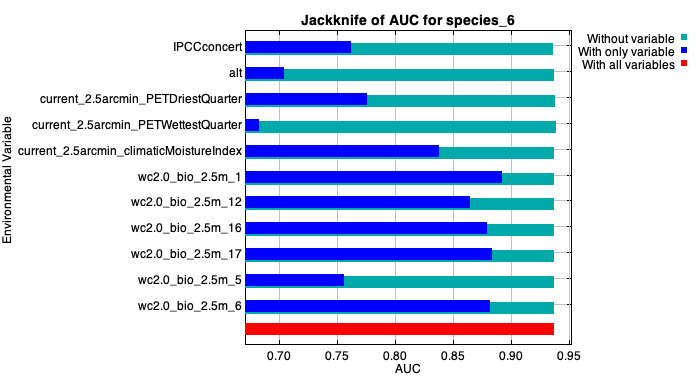 Jackknife of AUC for species_6
Without variable
With only variable
With all variables
Environmental Variable
IPCCconcert
alt
current_2.5arcmin_PETDriestQuarter
current_2.5arcmin_PETWettestQuarter
current_2.5arcmin_climaticMoistureIndex
wc2.0_bio_2.5m_1
wc2.0_bio_2.5m_12
wc2.0_bio_2.5m_16
wc2.0_bio_2.5m_17
wc2.0_bio_2.5m_5
wc2.0_bio_2.5m_6
0.70 0.75 0.80 0.85 0.90 0.95
AUC